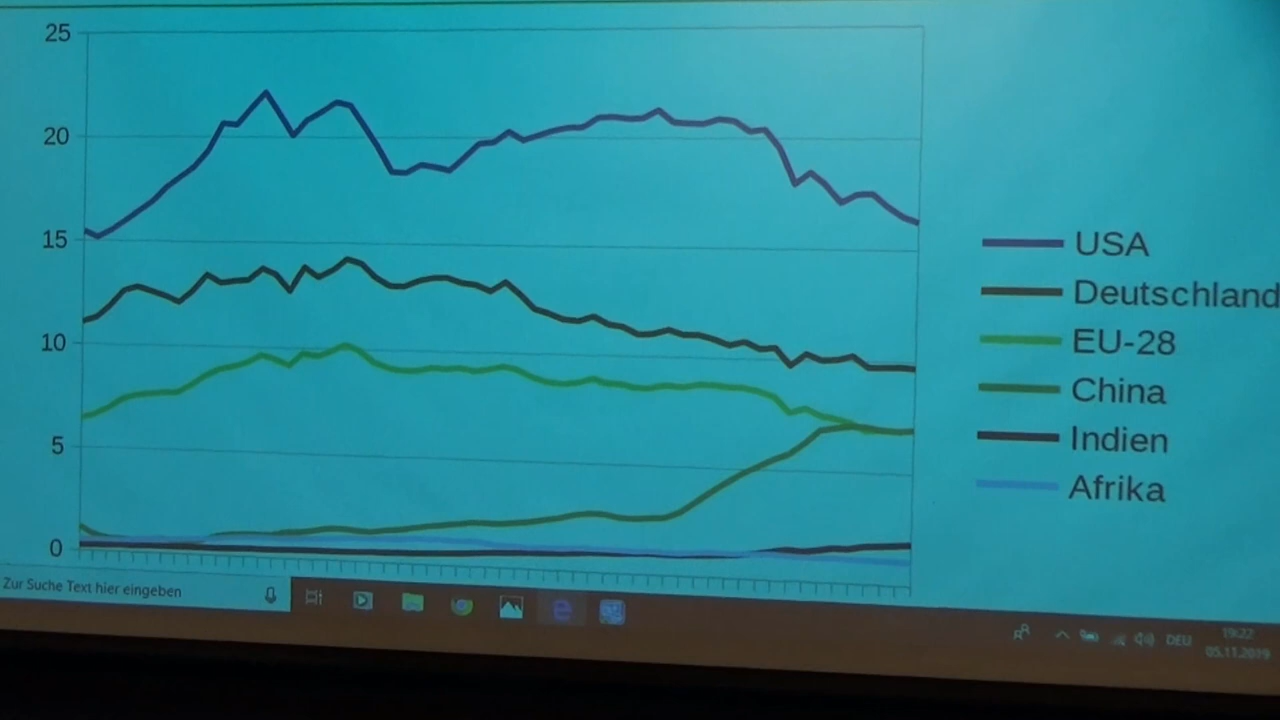 25
20
15
10
5
0
USA
Deutschland
EU-28
China
Indien
Afrika
Zur Suche Text hier eingeben
DEU
19:22
05.11.2019